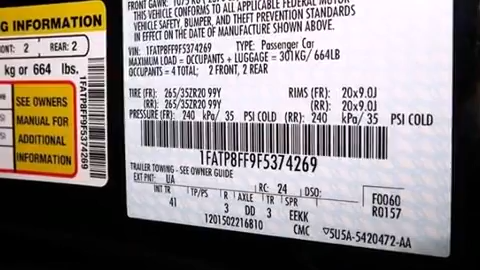 NG INFORMATION
ONT: 2 REAR: 2
kg or 664 lbs.
SEE OWNERS
MANUAL FOR
ADDITIONAL
INFORMATION
1FATP8FF9F5374269
THIS VEHICLE CONFORMS TO ALL APPLICABLE FEDERAL MOTOR
VEHICLE SAFETY, BUMPER, AND THEFT PREVENTION STANDARDS
IN EFFECT ON THE DATE OF MANUFACTURE SHOWN ABOVE.
VIN: 1FATP8FF9F5374269 TYPE: Passenger Car
MAXIMUM LOAD = OCCUPANTS + LUGGAGE = 301KG/ 664LB
OCCUPANTS = 4 TOTAL; 2 FRONT, 2 REAR
TIRE (FR): 265/35ZR20 99Y RIMS (FR): 20x9.0J
(RR): 265/35ZR20 99Y (RR): 20x9.0J
PRESSURE (FR): 240 kPa/ 35 PSI COLD (RR): 240 kPa/ 35 PSI COLD
1FATP8FF9F5374269
TRAILER TOWING - SEE OWNER GUIDE
EXT PNT: UA RC: 24 DSO: F0060
INT TR TP/PS R AXLE TR SPR R0157
41 3 DD 3 EEKK
1201502216810 CMC 5U5A-5420472-AA